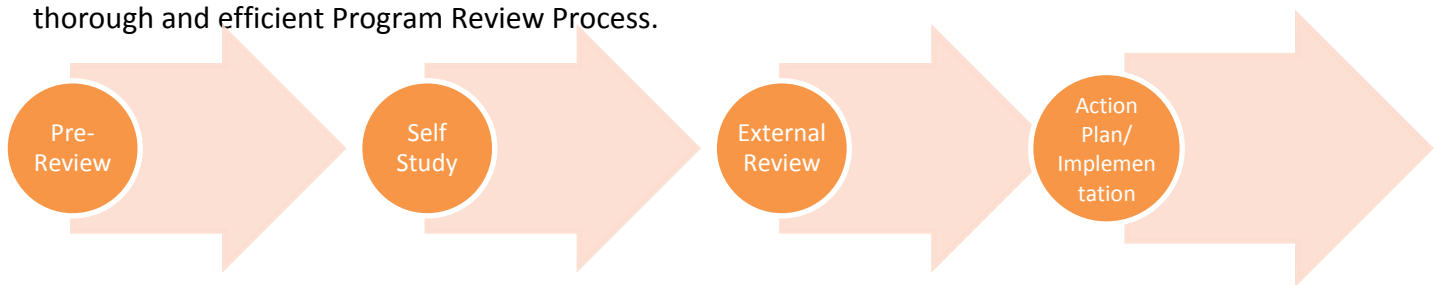 thorough and efficient Program Review Process.
Pre-
Review
Self
Study
External
Review
Action
Plan/
Implemen
tation